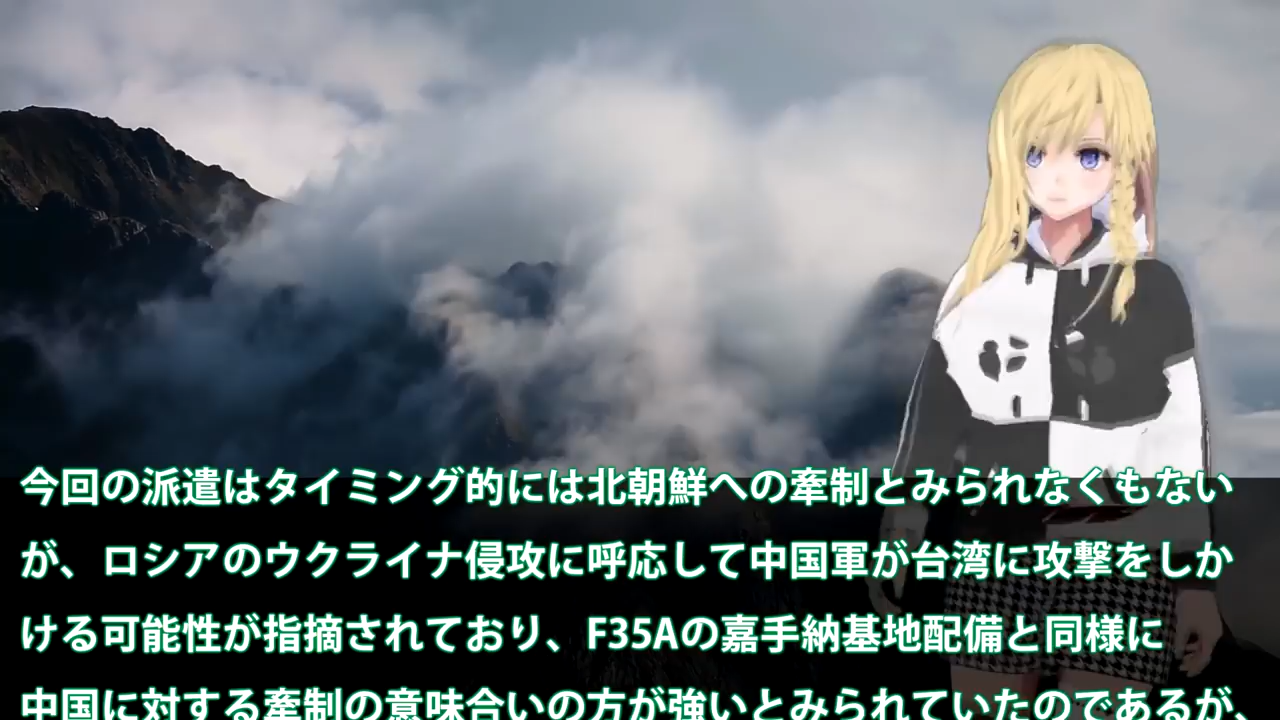 今回の派遣はタイミング的には北朝鮮への牽制とみられなくもない
が、ロシアのウクライナ侵攻に呼応して中国軍が台湾に攻撃をしか
ける可能性が指摘されており、F35Aの嘉手納基地配備と同様に
中国に対する牽制の意味合いの方が強いとみられていたのであるが、